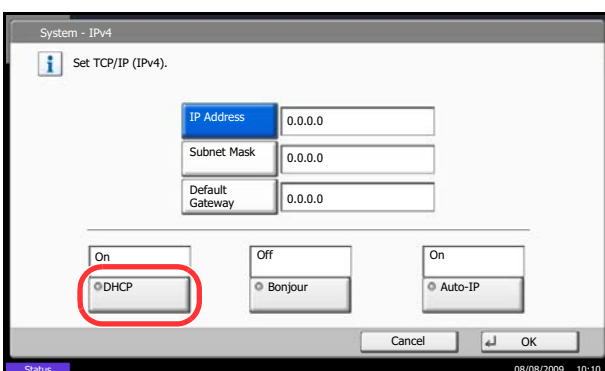 System - IPv4
Set TCP/IP (IPv4).
IP Address 0.0.0.0
Subnet Mask 0.0.0.0
Default
Gateway 0.0.0.0
On Off On
DHCP Bonjour Auto-IP
Cancel OK
Status 08/08/2009 10:10